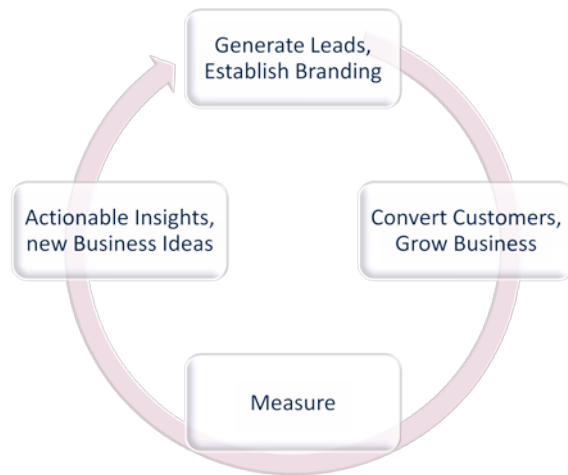 Generate Leads,
Establish Branding
Convert Customers,
Grow Business
Measure
Actionable Insights,
new Business Ideas